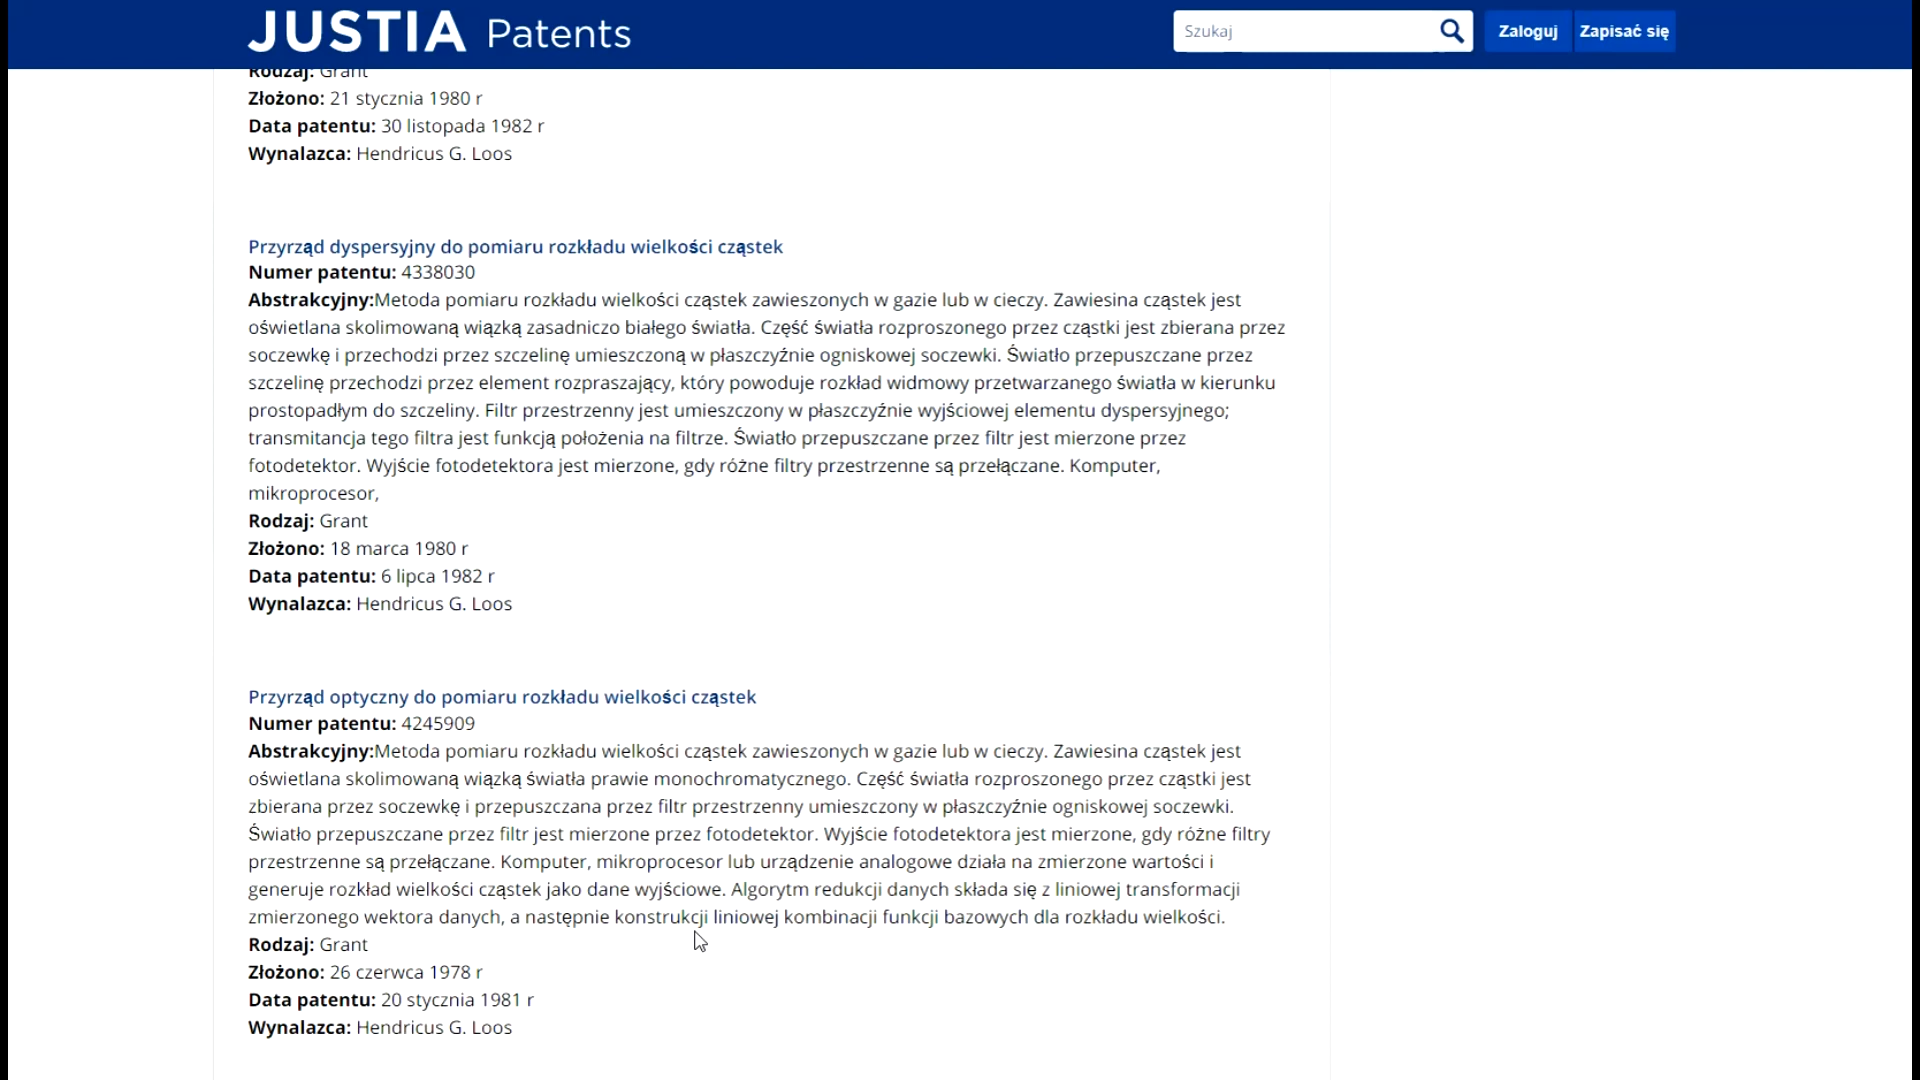 JUSTIA Patents
Szukaj
Zaloguj
Zapisać się
Rodzaj: Grant
Złożono: 21 stycznia 1980 r
Data patentu: 30 listopada 1982 r
Wynalazca: Hendricus G. Loos
Przyrząd dyspersyjny do pomiaru rozkładu wielkości cząstek
Numer patentu: 4338030
Abstrakcyjny:Metoda pomiaru rozkładu wielkości cząstek zawieszonych w gazie lub w cieczy. Zawiesina cząstek jest
oświetlana skolimowaną wiązką zasadniczo białego światła. Część światła rozproszonego przez cząstki jest zbierana przez
soczewkę i przechodzi przez szczelinę umieszczoną w płaszczyźnie ogniskowej soczewki. Światło przepuszczane przez
szczelinę przechodzi przez element rozpraszający, który powoduje rozkład widmowy przetwarzanego światła w kierunku
prostopadłym do szczeliny. Filtr przestrzenny jest umieszczony w płaszczyźnie wyjściowej elementu dyspersyjnego;
transmitancja tego filtra jest funkcją położenia na filtrze. Światło przepuszczane przez filtr jest mierzone przez
fotodetektor. Wyjście fotodetektora jest mierzone, gdy różne filtry przestrzenne są przełączane. Komputer,
mikroprocesor,
Rodzaj: Grant
Złożono: 18 marca 1980 r
Data patentu: 6 lipca 1982 r
Wynalazca: Hendricus G. Loos
Przyrząd optyczny do pomiaru rozkładu wielkości cząstek
Numer patentu: 4245909
Abstrakcyjny:Metoda pomiaru rozkładu wielkości cząstek zawieszonych w gazie lub w cieczy. Zawiesina cząstek jest
oświetlana skolimowaną wiązką światła prawie monochromatycznego. Część światła rozproszonego przez cząstki jest
zbierana przez soczewkę i przepuszczana przez filtr przestrzenny umieszczony w płaszczyźnie ogniskowej soczewki.
Światło przepuszczane przez filtr jest mierzone przez fotodetektor. Wyjście fotodetektora jest mierzone, gdy różne filtry
przestrzenne są przełączane. Komputer, mikroprocesor lub urządzenie analogowe działa na zmierzone wartości i
generuje rozkład wielkości cząstek jako dane wyjściowe. Algorytm redukcji danych składa się z liniowej transformacji
zmierzonego wektora danych, a następnie konstrukcji liniowej kombinacji funkcji bazowych dla rozkładu wielkości.
Rodzaj: Grant
Złożono: 26 czerwca 1978 r
Data patentu: 20 stycznia 1981 r
Wynalazca: Hendricus G. Loos